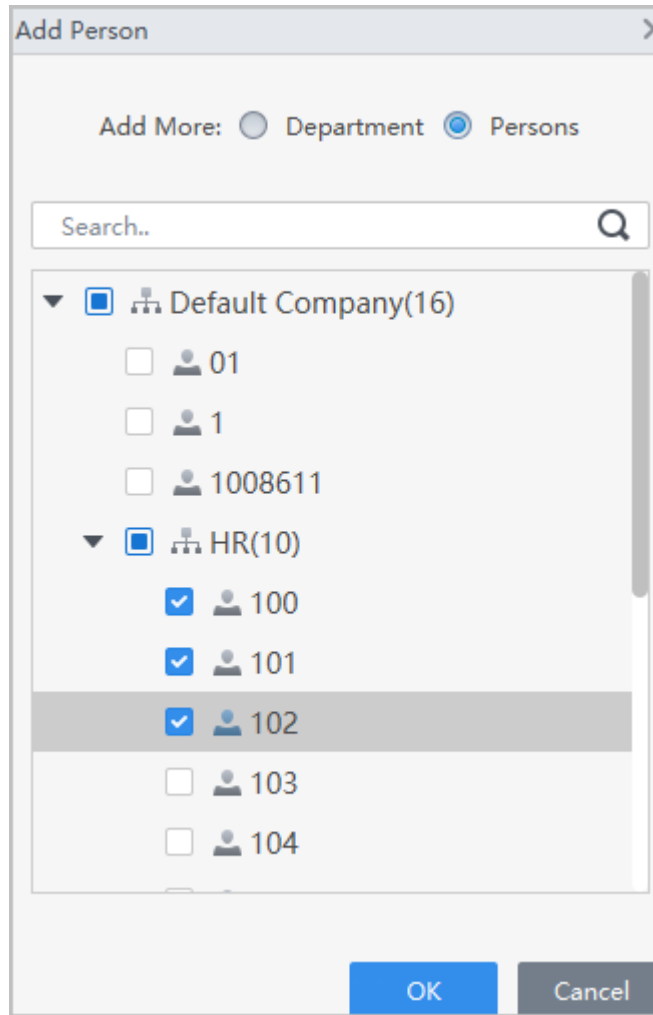 Add Person
Add More: Department Persons
Search..
Default Company(16)
01
1
1008611
HR(10)
100
101
102
103
104
OK Cancel